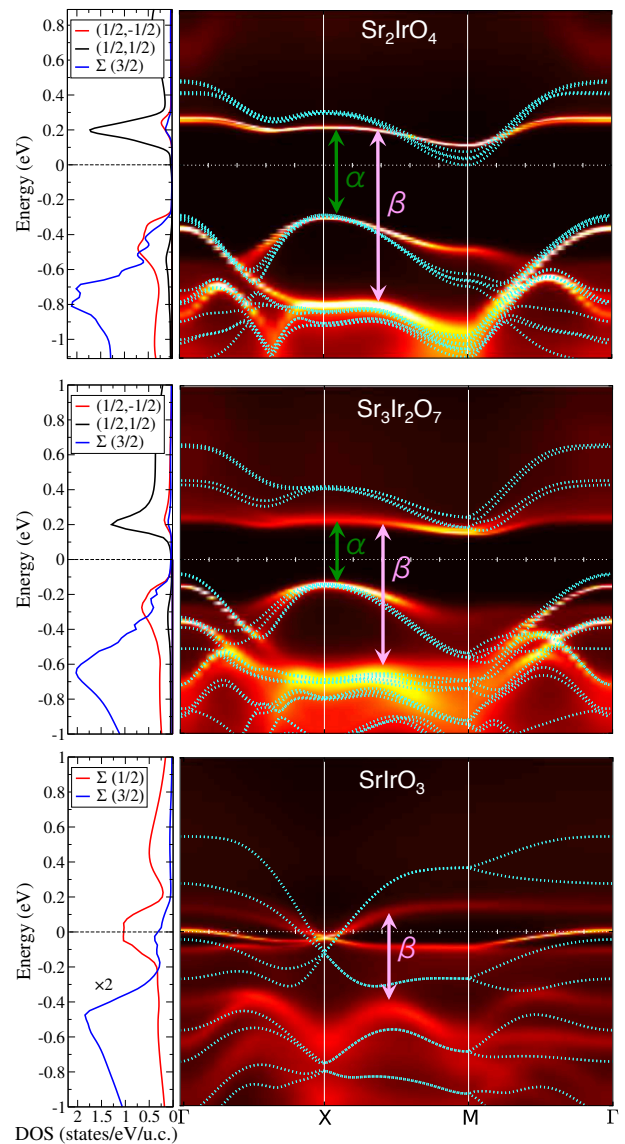 (1/2,-1/2)
(1/2,1/2)
Σ (3/2)
Sr2IrO4
Energy (eV)
0.8
0.6
0.4
0.2
0
-0.2
-0.4
-0.6
-0.8
-1
α
β
(1/2,-1/2)
(1/2,1/2)
Σ (3/2)
Sr3Ir2O7
Energy (eV)
1
0.8
0.6
0.4
0.2
0
-0.2
-0.4
-0.6
-0.8
-1
α
β
Σ (1/2)
Σ (3/2)
SrIrO3
Energy (eV)
1
0.8
0.6
0.4
0.2
0
-0.2
-0.4
-0.6
-0.8
-1
×2
β
2 1.5 1 0.5 0
DOS (states/eV/u.c.)
Γ X M Γ